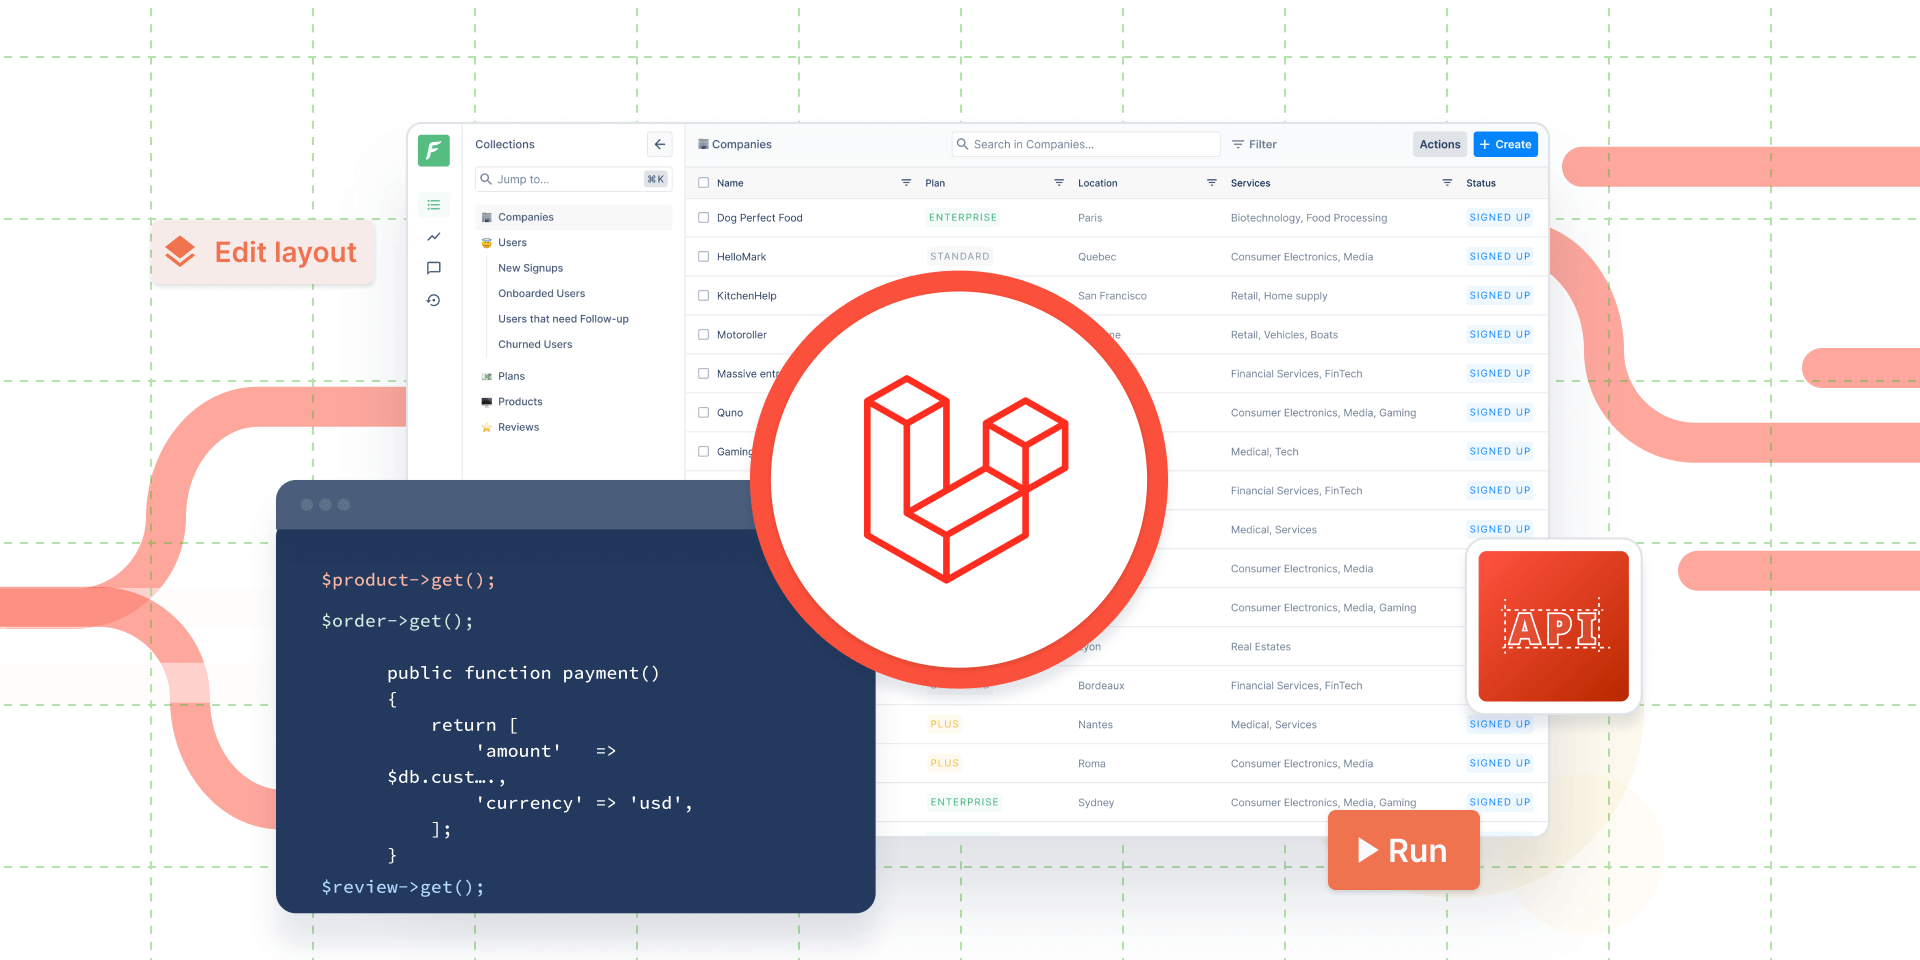 Collections
Companies
Search in Companies...
Filter
Actions
+ Create
Jump to...
⌘K
Name
Plan
Location
Services
Status
Companies
Users
New Signups
Onboarded Users
Users that need Follow-up
Churned Users
Plans
Products
Reviews
Dog Perfect Food ENTERPRISE Paris Biotechnology, Food Processing SIGNED UP
HelloMark STANDARD Quebec Consumer Electronics, Media SIGNED UP
KitchenHelp San Francisco Retail, Home supply SIGNED UP
Motoroller Retail, Vehicles, Boats SIGNED UP
Massive Financial Services, FinTech SIGNED UP
Quno Consumer Electronics, Media, Gaming SIGNED UP
Gaming Medical, Tech SIGNED UP
Financial Services, FinTech SIGNED UP
Medical, Services SIGNED UP
Consumer Electronics, Media
Consumer Electronics, Media, Gaming
Real Estates
Bordeaux Financial Services, FinTech
PLUS Nantes Medical, Services SIGNED UP
PLUS Roma Consumer Electronics, Media SIGNED UP
ENTERPRISE Sydney Consumer Electronics, Media, Gaming SIGNED UP
Edit layout
$product->get();
$order->get();
public function payment()
{
return [
'amount' =>
$db.cust….,
'currency' => 'usd',
];
}
$review->get();
API
Run